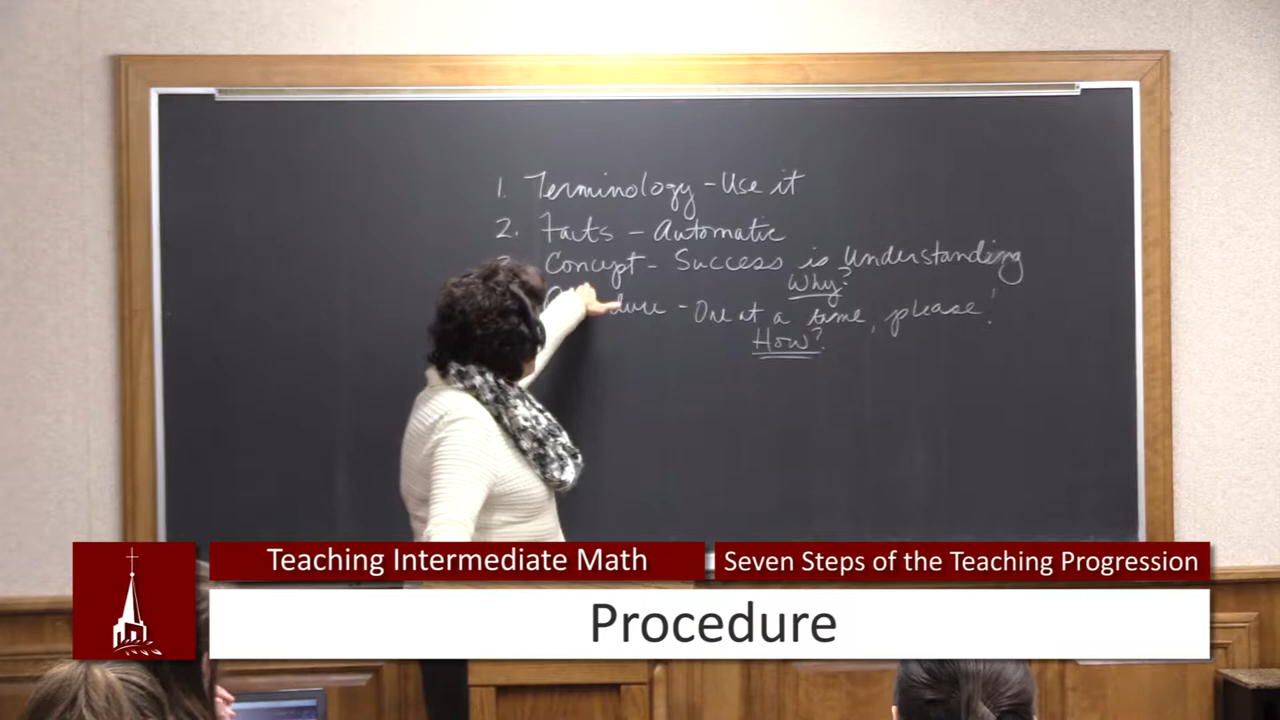 1. Terminology - Use it
2. Facts - Automatic
Concept - Success is understanding
Why?
dure - One at a time, please!
How?
Teaching Intermediate Math
Seven Steps of the Teaching Progression
Procedure